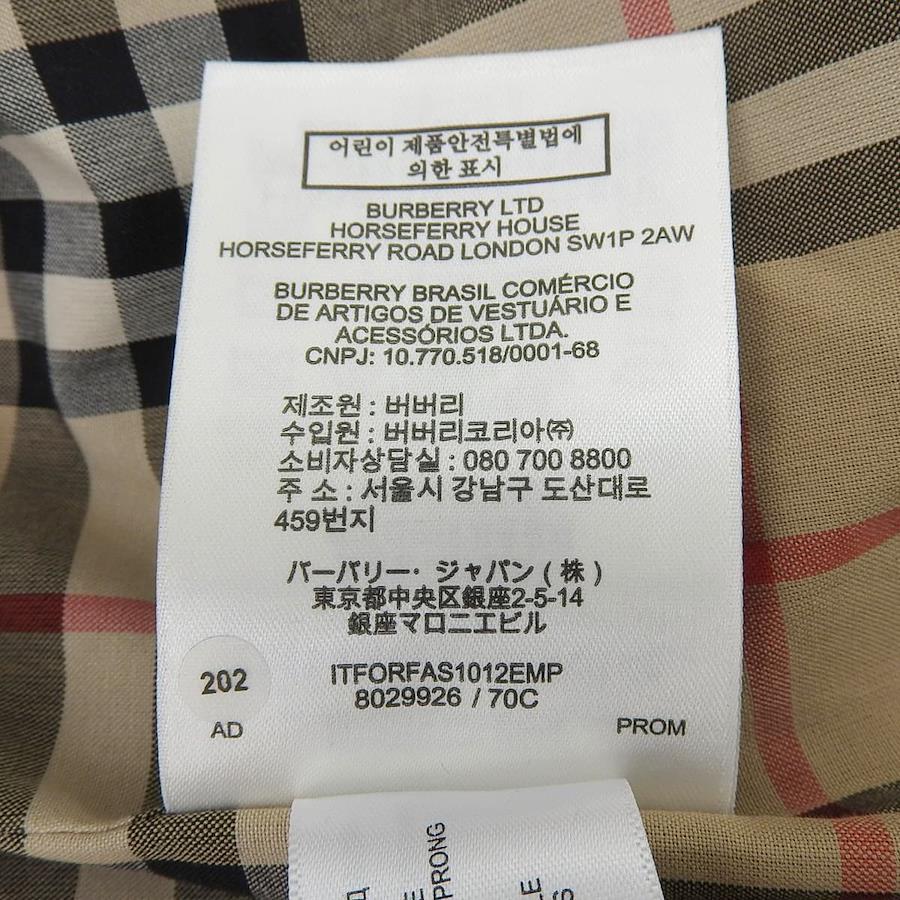 어린이 제품안전특별법에
의한 표시
BURBERRY LTD
HORSEFERRY HOUSE
HORSEFERRY ROAD LONDON SW1P 2AW
BURBERRY BRASIL COMÉRCIO
DE ARTIGOS DE VESTUÁRIO E
ACESSÓRIOS LTDA.
CNPJ: 10.770.518/0001-68
제조원 : 버버리
수입원 : 버버리코리아㈜
소비자상담실 : 080 700 8800
주 소 : 서울시 강남구 도산대로
459번지
バーバリー・ジャパン ( 株 )
東京都中央区銀座2-5-14
銀座マロニエビル
ITFORFAS1012EMP
8029926 / 70C
202
AD
PROM
PRONG